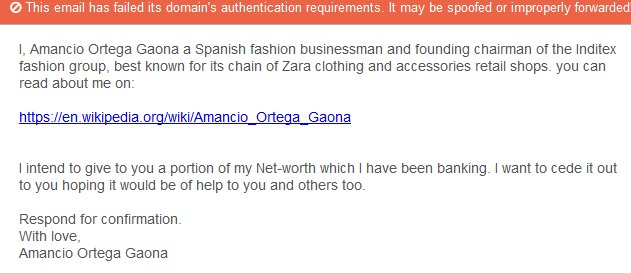 This email has failed its domain's authentication requirements. It may be spoofed or improperly forwarded
I, Amancio Ortega Gaona a Spanish fashion businessman and founding chairman of the Inditex
fashion group, best known for its chain of Zara clothing and accessories retail shops. you can
read about me on:
https://en.wikipedia.org/wiki/Amancio_Ortega_Gaona
I intend to give to you a portion of my Net-worth which I have been banking. I want to cede it out
to you hoping it would be of help to you and others too.
Respond for confirmation.
With love,
Amancio Ortega Gaona